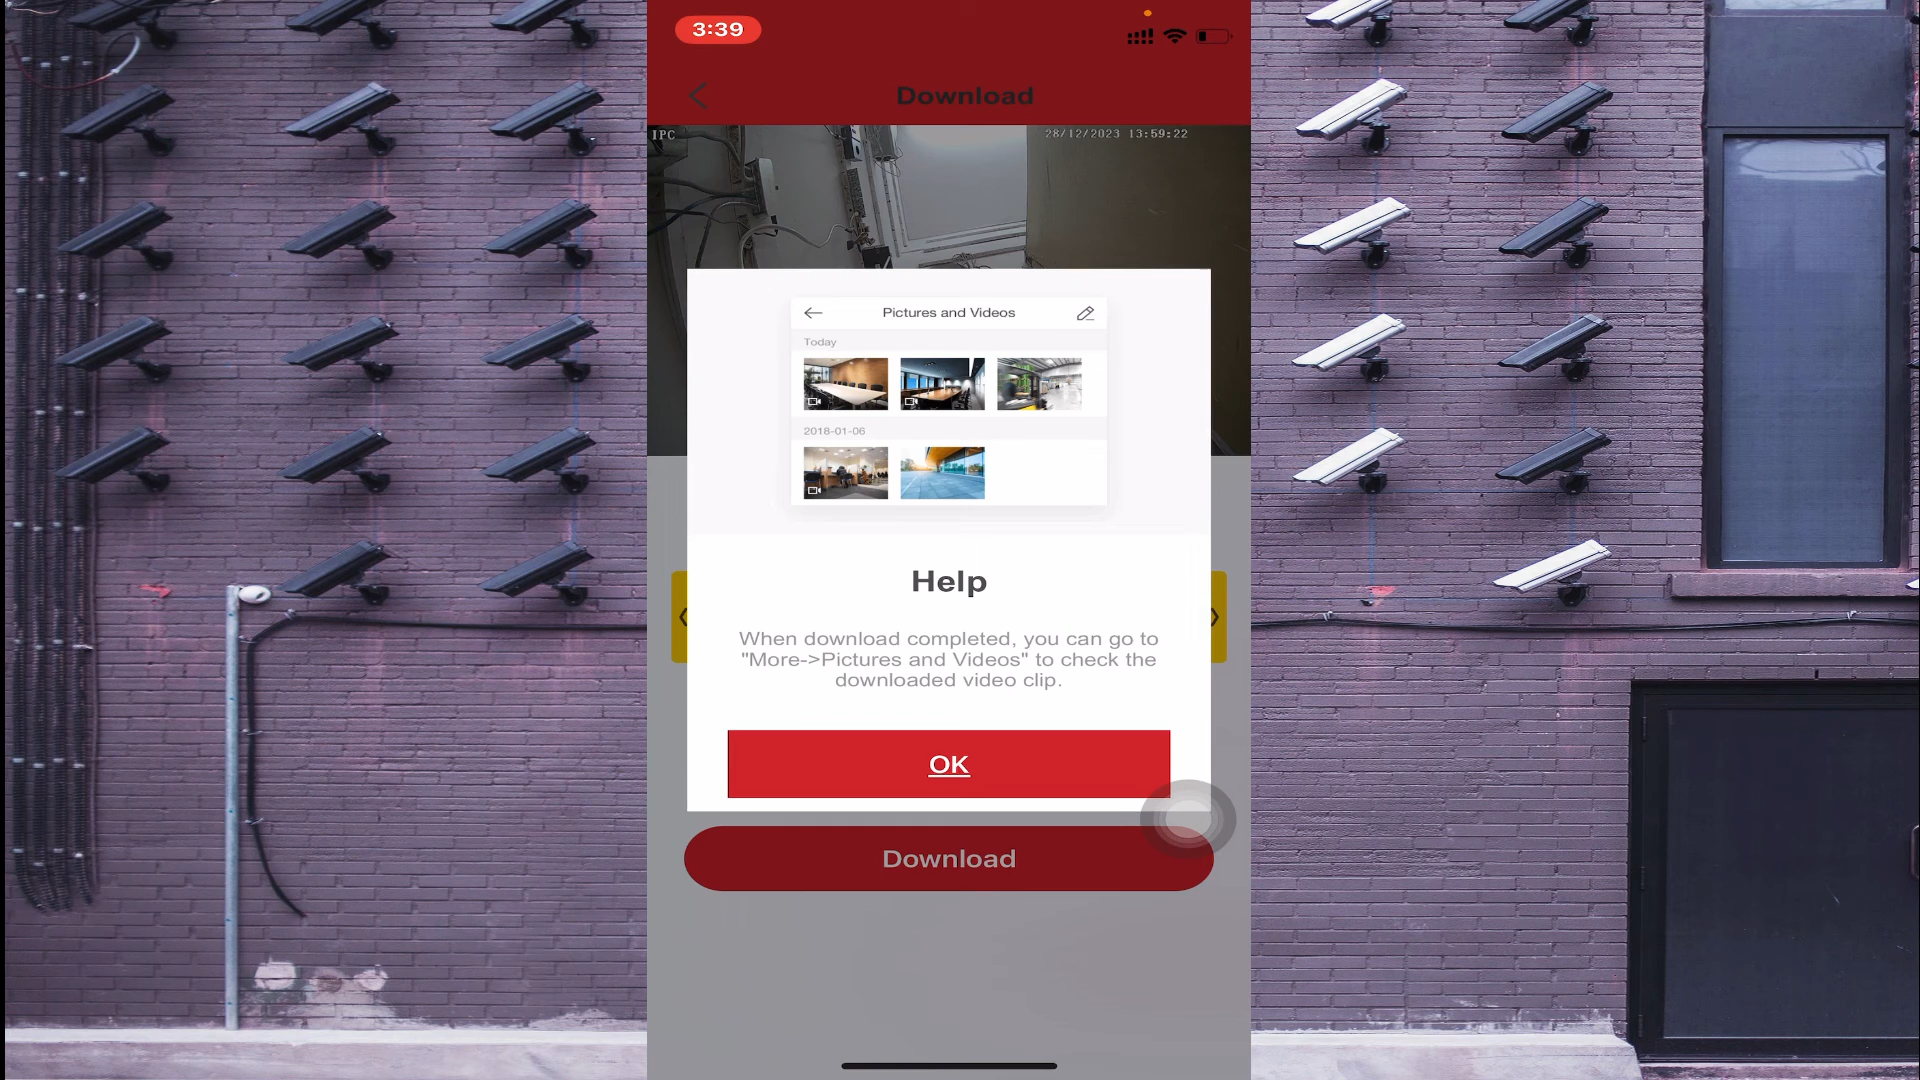 3:39
Download
IPC
28/12/2023 13:59:22
Pictures and Videos
Today
2018-01-06
Help
When download completed, you can go to
"More->Pictures and Videos" to check the
downloaded video clip.
OK
Download